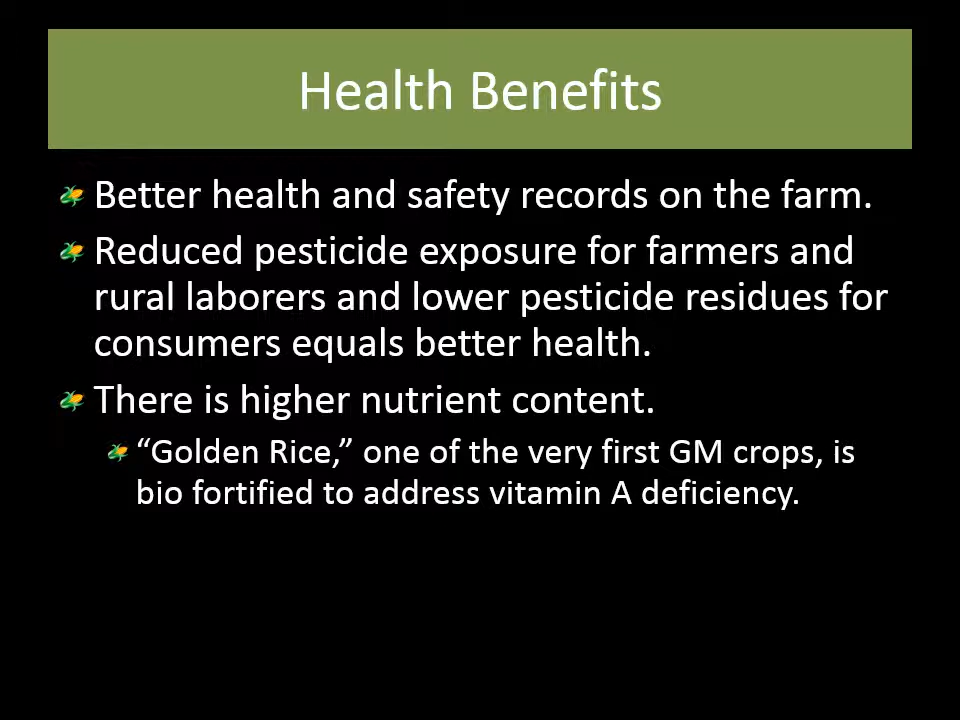 Health Benefits
Better health and safety records on the farm.
Reduced pesticide exposure for farmers and
rural laborers and lower pesticide residues for
consumers equals better health.
There is higher nutrient content.
“Golden Rice,” one of the very first GM crops, is
bio fortified to address vitamin A deficiency.